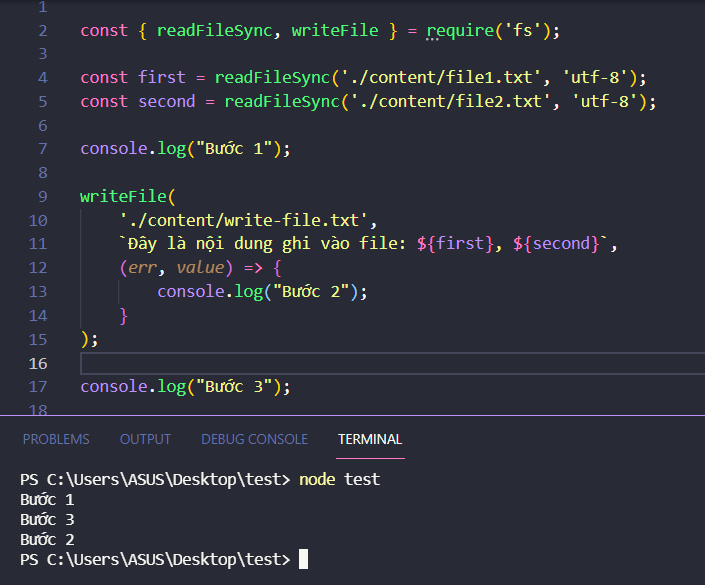 1
2 const { readFileSync, writeFile } = require('fs');
3
4 const first = readFileSync('./content/file1.txt', 'utf-8');
5 const second = readFileSync('./content/file2.txt', 'utf-8');
6
7 console.log("Bước 1");
8
9 writeFile(
10 './content/write-file.txt',
11 `Đây là nội dung ghi vào file: ${first}, ${second}`,
12 (err, value) => {
13 console.log("Bước 2");
14 }
15 );
16
17 console.log("Bước 3");
18
PROBLEMS OUTPUT DEBUG CONSOLE TERMINAL
PS C:\Users\ASUS\Desktop\test> node test
Bước 1
Bước 3
Bước 2
PS C:\Users\ASUS\Desktop\test>